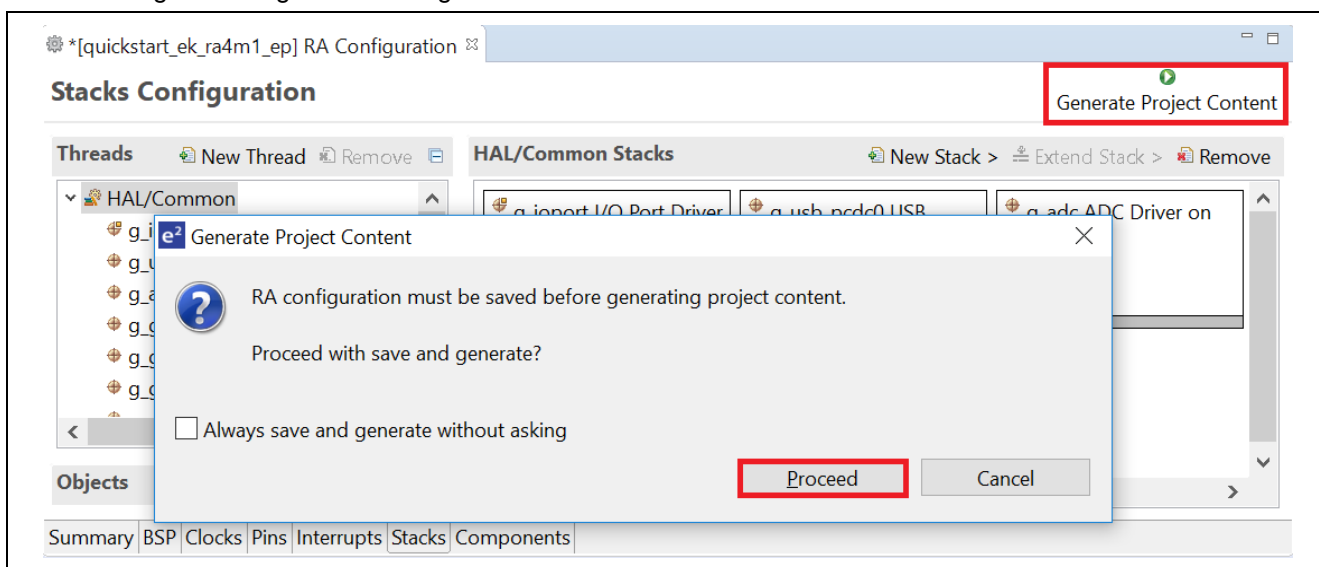 *[quickstart_ek_ra4m1_ep] RA Configuration
Stacks Configuration
Generate Project Content
Threads New Thread Remove
HAL/Common Stacks New Stack > Extend Stack > Remove
HAL/Common
g_ioport I/O Port Driver g_usb_pcdc0 USB g_adc ADC Driver on
e² Generate Project Content
RA configuration must be saved before generating project content.
Proceed with save and generate?
Always save and generate without asking
Proceed Cancel
Objects
Summary BSP Clocks Pins Interrupts Stacks Components